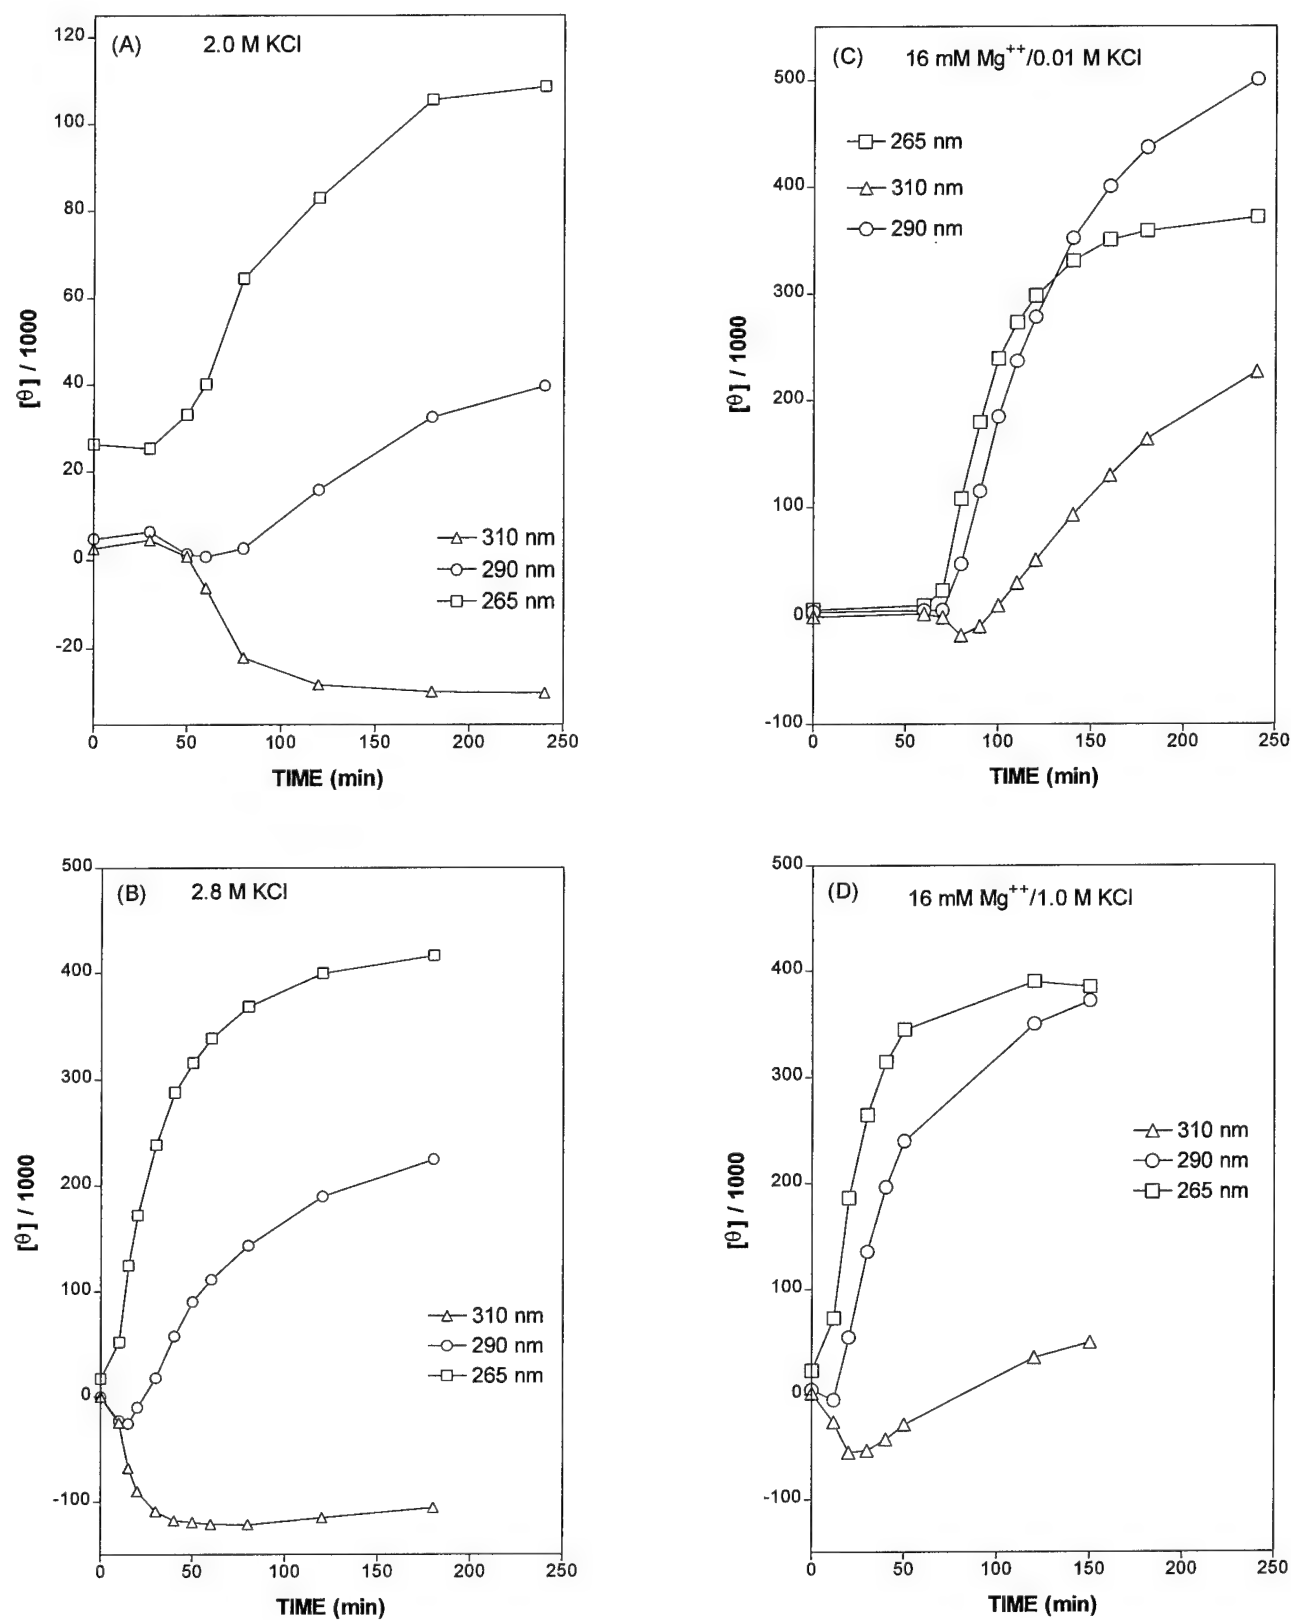 (A) 2.0 M KCl
120
100
80
60
40
20
0
-20
[θ] / 1000
310 nm
290 nm
265 nm
0 50 100 150 200 250
TIME (min)
(C) 16 mM Mg++/0.01 M KCl
500
400
300
200
100
0
-100
[θ] / 1000
265 nm
310 nm
290 nm
0 50 100 150 200 250
TIME (min)
(B) 2.8 M KCl
500
400
300
200
100
0
-100
[θ] / 1000
310 nm
290 nm
265 nm
0 50 100 150 200 250
TIME (min)
(D) 16 mM Mg++/1.0 M KCl
500
400
300
200
100
0
-100
[θ] / 1000
310 nm
290 nm
265 nm
0 50 100 150 200 250
TIME (min)